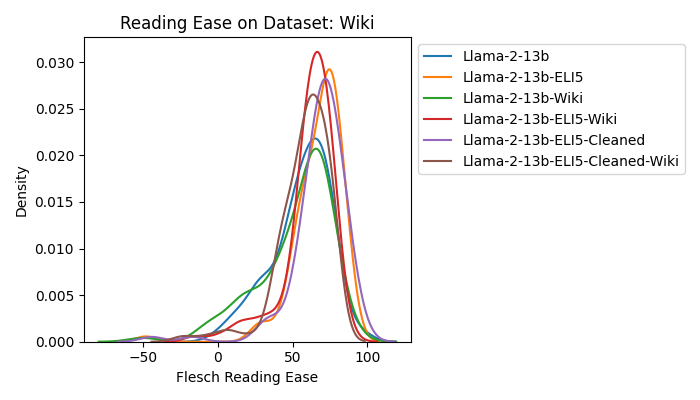 Reading Ease on Dataset: Wiki
Density
0.030
0.025
0.020
0.015
0.010
0.005
0.000
−50
0
50
100
Flesch Reading Ease
Llama-2-13b
Llama-2-13b-ELI5
Llama-2-13b-Wiki
Llama-2-13b-ELI5-Wiki
Llama-2-13b-ELI5-Cleaned
Llama-2-13b-ELI5-Cleaned-Wiki